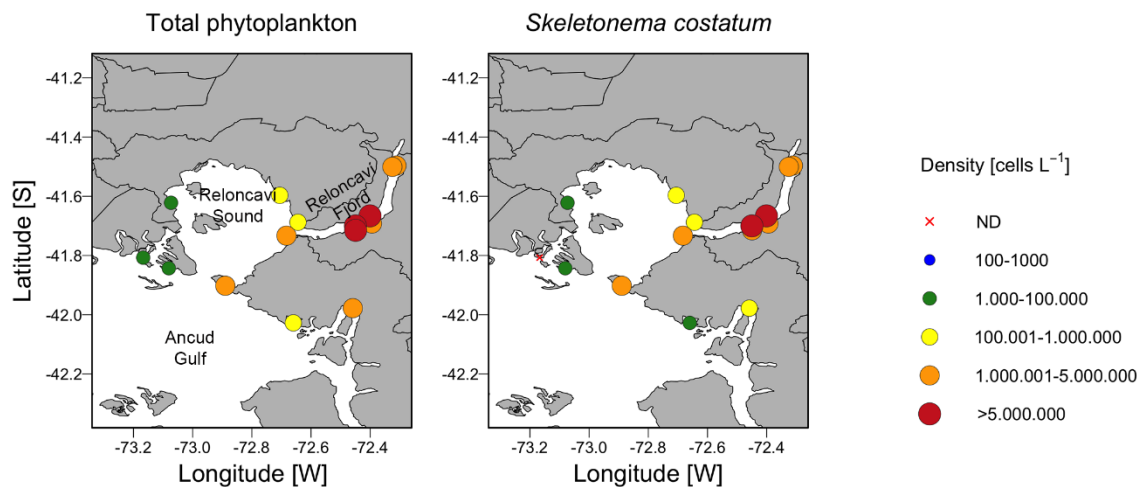 Total phytoplankton
Skeletonema costatum
Latitude [S]
-41.2
-41.4
-41.6
-41.8
-42.0
-42.2
Reloncavi
Sound
Reloncavi
Fjord
Ancud
Gulf
-73.2
-73.0
-72.8
-72.6
-72.4
Longitude [W]
-41.2
-41.4
-41.6
-41.8
-42.0
-42.2
-73.2
-73.0
-72.8
-72.6
-72.4
Longitude [W]
Density [cells L⁻¹]
ND
100-1000
1.000-100.000
100.001-1.000.000
1.000.001-5.000.000
>5.000.000